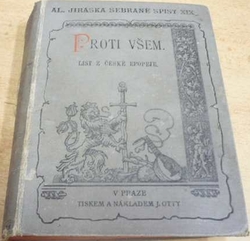 AL. JIRÁSKA SEBRANÉ SPISY XIX.
PROTI VŠEM.
LIST Z ČESKÉ EPOPEJE.
V PRAZE
TISKEM A NÁKLADEM J. OTTY